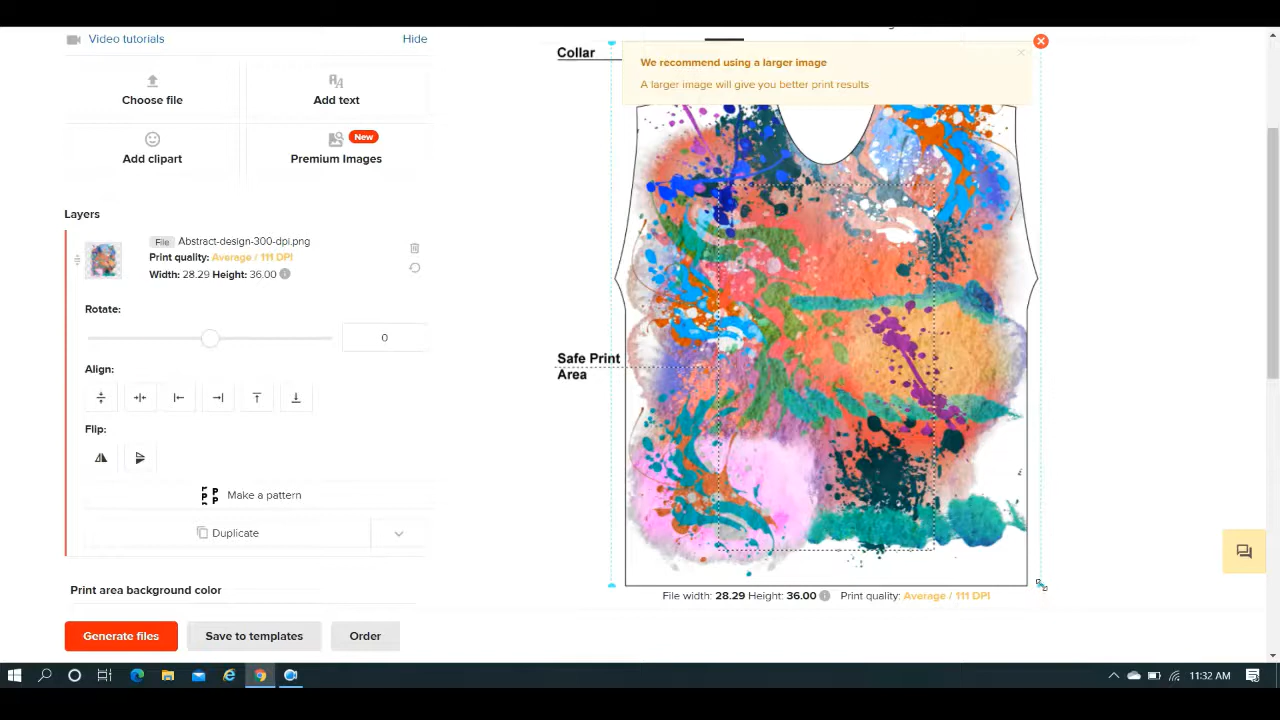 Video tutorials
Hide
Choose file
Add text
Add clipart
New
Premium Images
Layers
File Abstract-design-300-dpi.png
Print quality: Average / 111 DPI
Width: 28.29 Height: 36.00
Rotate:
0
Align:
Flip:
Make a pattern
Duplicate
Print area background color
Generate files
Save to templates
Order
Collar
We recommend using a larger image
A larger image will give you better print results
Safe Print
Area
File width: 28.29 Height: 36.00 Print quality: Average / 111 DPI
11:32 AM